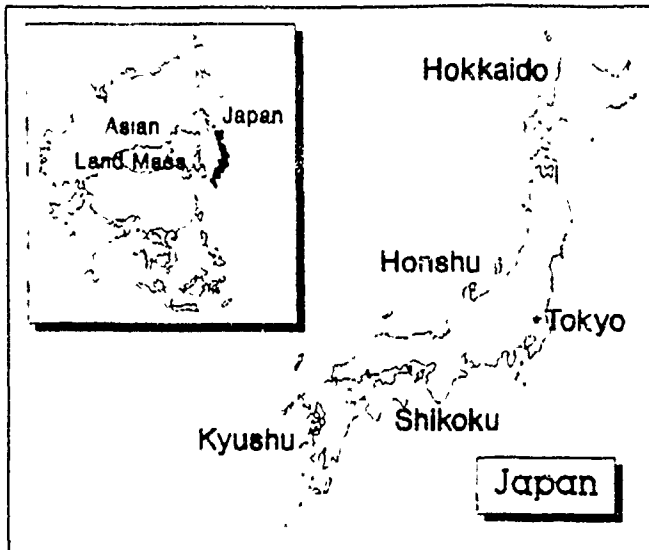 Hokkaido
Japan
Asian
Land Mass
Honshu
Tokyo
Shikoku
Kyushu
Japan